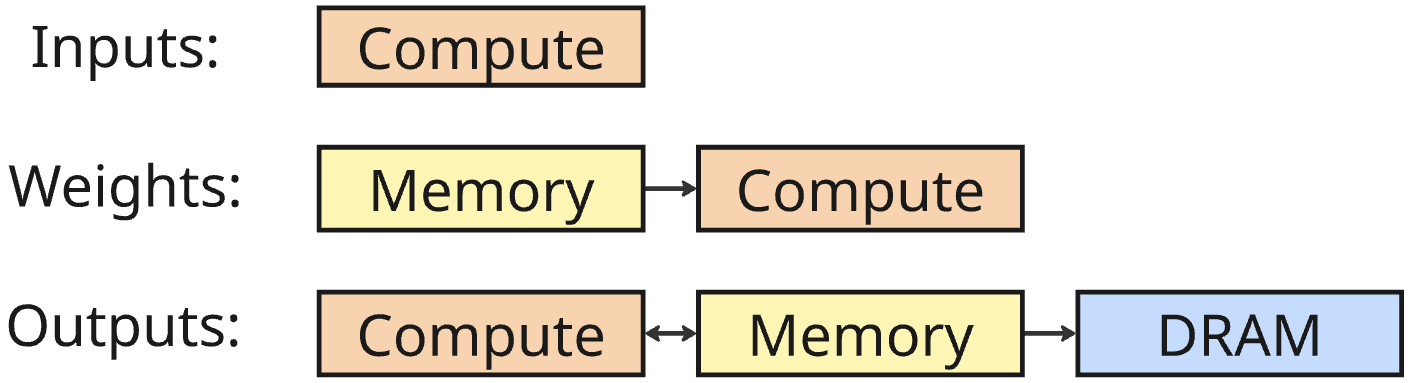 Inputs: Compute
Weights: Memory Compute
Outputs: Compute Memory DRAM